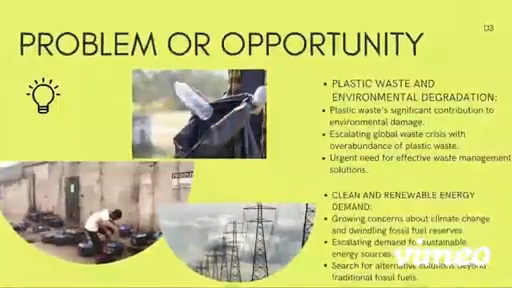 03
PROBLEM OR OPPORTUNITY
• PLASTIC WASTE AND
ENVIRONMENTAL DEGRADATION:
• Plastic waste's significant contribution to
environmental damage.
• Escalating global waste crisis with
overabundance of plastic waste.
• Urgent need for effective waste management
solutions.
• CLEAN AND RENEWABLE ENERGY
DEMAND:
• Growing concerns about climate change
and dwindling fossil fuel reserves.
• Escalating demand for sustainable
energy sources.
• Search for alternative solutions beyond
traditional fossil fuels.
vimeo